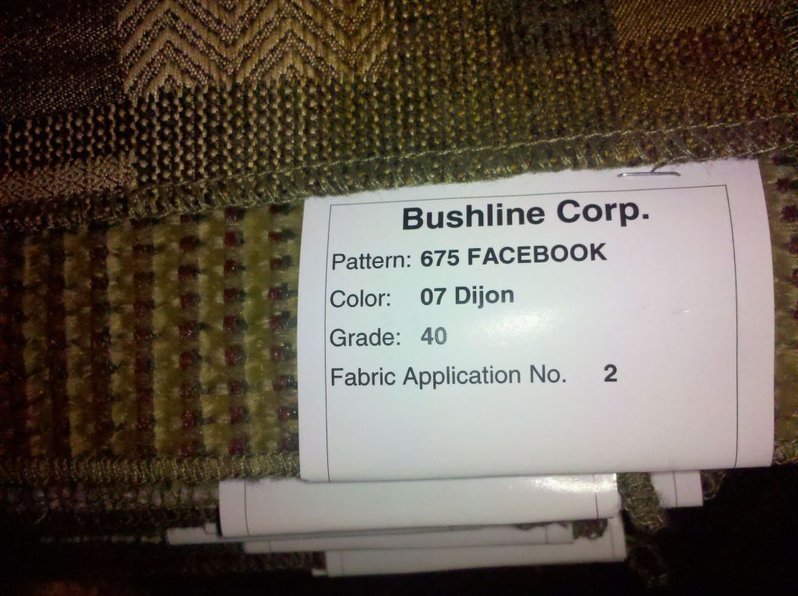 Bushline Corp.
Pattern: 675 FACEBOOK
Color: 07 Dijon
Grade: 40
Fabric Application No. 2